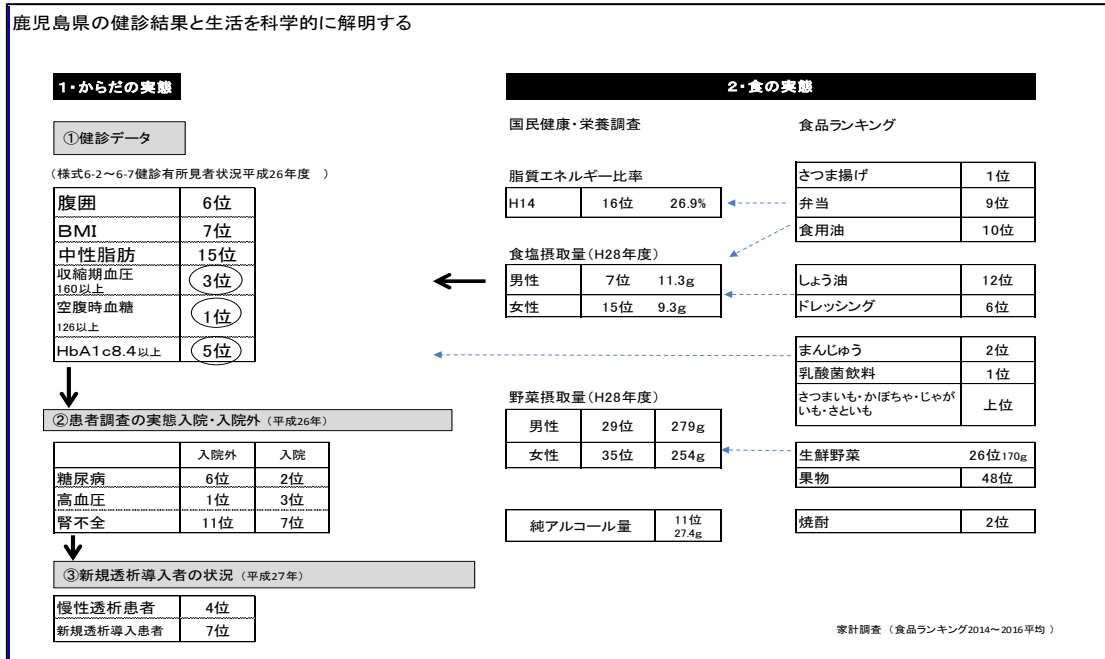 鹿児島県の健診結果と生活を科学的に解明する
1・からだの実態
①健診データ
(様式6-2～6-7健診有所見者状況平成26年度 )
腹囲 6位
BMI 7位
中性脂肪 15位
収縮期血圧
160以上 3位
空腹時血糖
126以上 1位
HbA1c8.4以上 5位
②患者調査の実態入院・入院外 (平成26年)
入院外 入院
糖尿病 6位 2位
高血圧 1位 3位
腎不全 11位 7位
③新規透析導入者の状況 (平成27年)
慢性透析患者 4位
新規透析導入患者 7位
2・食の実態
国民健康・栄養調査
脂質エネルギー比率
H14 16位 26.9%
食塩摂取量(H28年度)
男性 7位 11.3g
女性 15位 9.3g
野菜摂取量(H28年度)
男性 29位 279g
女性 35位 254g
純アルコール量 11位
27.4g
食品ランキング
さつま揚げ 1位
弁当 9位
食用油 10位
しょう油 12位
ドレッシング 6位
まんじゅう 2位
乳酸菌飲料 1位
さつまいも・かぼちゃ・じゃが
いも・さといも 上位
生鮮野菜 26位170g
果物 48位
焼酎 2位
家計調査 (食品ランキング2014～2016平均 )